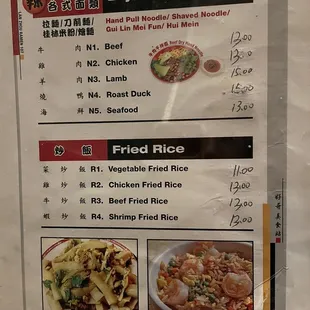 辣 各式面類
拉麵/刀削麵/
桂林米粉/燴麵
Hand Pull Noodle/ Shaved Noodle/
Gui Lin Mei Fun/ Hui Mein
牛 肉 N1. Beef 13.00
雞 N2. Chicken 13.00
羊 N3. Lamb 15.00
燒 鴨 N4. Roast Duck 15.00
海 鮮 N5. Seafood 13.00
炒 飯 Fried Rice
菜 炒 飯 R1. Vegetable Fried Rice 11.00
雞 炒 飯 R2. Chicken Fried Rice 13.00
牛 炒 飯 R3. Beef Fried Rice 13.00
蝦 炒 飯 R4. Shrimp Fried Rice 13.00